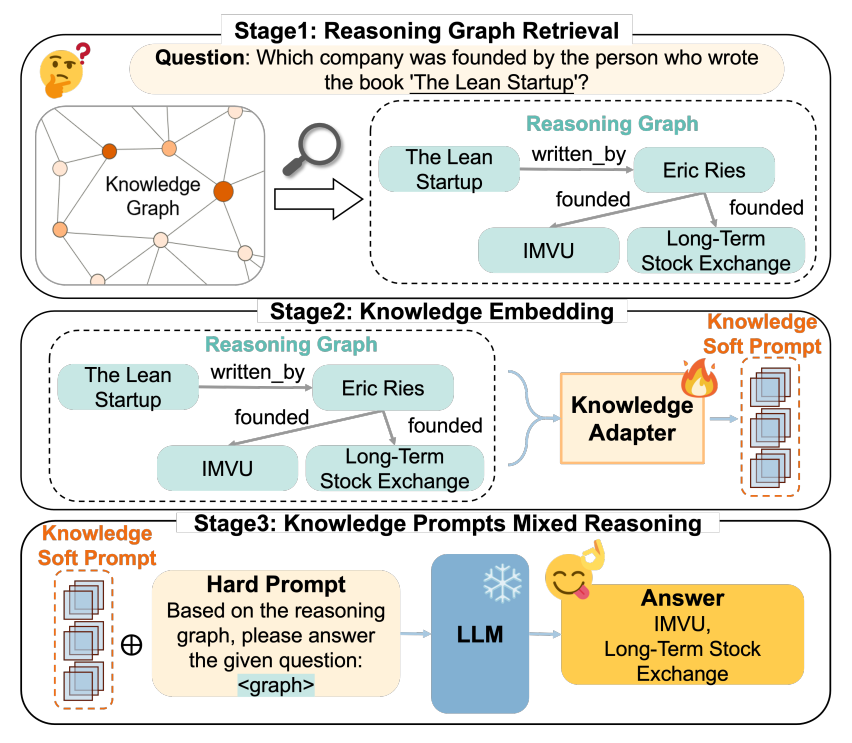 Stage1: Reasoning Graph Retrieval
Question: Which company was founded by the person who wrote
the book 'The Lean Startup'?
Knowledge
Graph
Reasoning Graph
The Lean
Startup
written_by
Eric Ries
founded
founded
IMVU
Long-Term
Stock Exchange
Stage2: Knowledge Embedding
Reasoning Graph
The Lean
Startup
written_by
Eric Ries
founded
founded
IMVU
Long-Term
Stock Exchange
Knowledge
Adapter
Knowledge
Soft Prompt
Stage3: Knowledge Prompts Mixed Reasoning
Knowledge
Soft Prompt
⊕
Hard Prompt
Based on the reasoning
graph, please answer
the given question:
<graph>
LLM
Answer
IMVU,
Long-Term Stock
Exchange